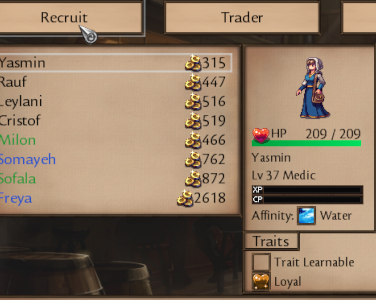 Recruit
Trader
Yasmin 315
Rauf 447
Leylani 516
Cristof 519
Milon 466
Somayeh 762
Sofala 872
Freya 2618
HP 209 / 209
Yasmin
Lv 37 Medic
XP
CP
Affinity: Water
Traits
Trait Learnable
Loyal